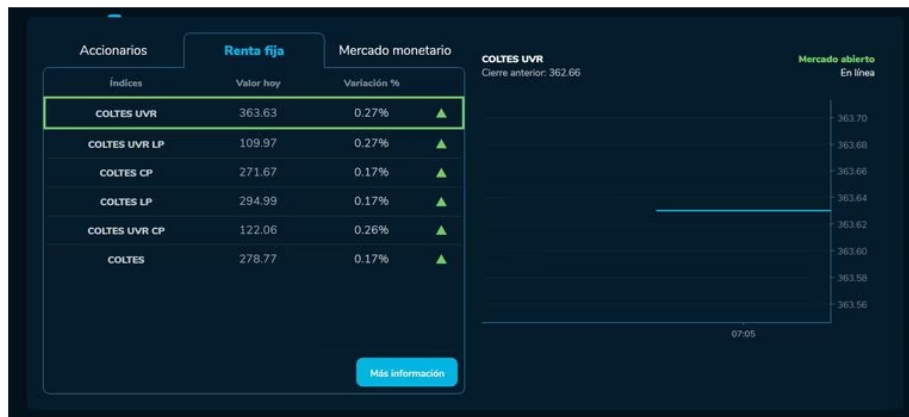 Accionarios Renta fija Mercado monetario
Índices Valor hoy Variación %
COLTES UVR 363.63 0.27%
COLTES UVR LP 109.97 0.27%
COLTES CP 271.67 0.17%
COLTES LP 294.99 0.17%
COLTES UVR CP 122.06 0.26%
COLTES 278.77 0.17%
Más información
COLTES UVR
Cierre anterior: 362.66
Mercado abierto
En línea
363.70
363.68
363.66
363.64
363.62
363.60
363.58
363.56
07:05